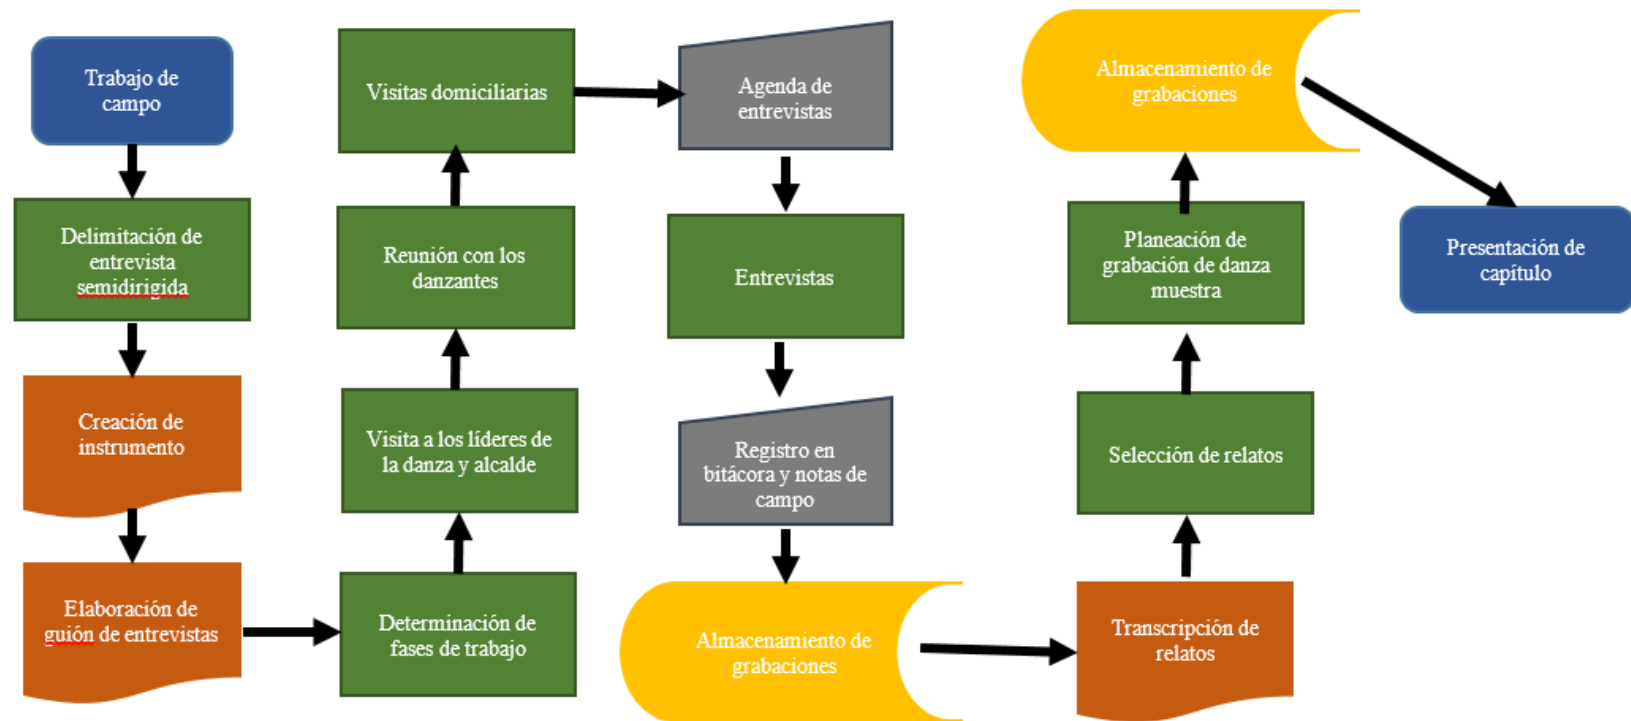 Trabajo de
campo
Delimitación de
entrevista
semidirigida
Creación de
instrumento
Elaboración de
guión de entrevistas
Determinación de
fases de trabajo
Visita a los líderes de
la danza y alcalde
Reunión con los
danzantes
Visitas domiciliarias
Agenda de
entrevistas
Entrevistas
Registro en
bitácora y notas de
campo
Almacenamiento de
grabaciones
Transcripción de
relatos
Selección de relatos
Planeación de
grabación de danza
muestra
Almacenamiento de
grabaciones
Presentación de
capítulo